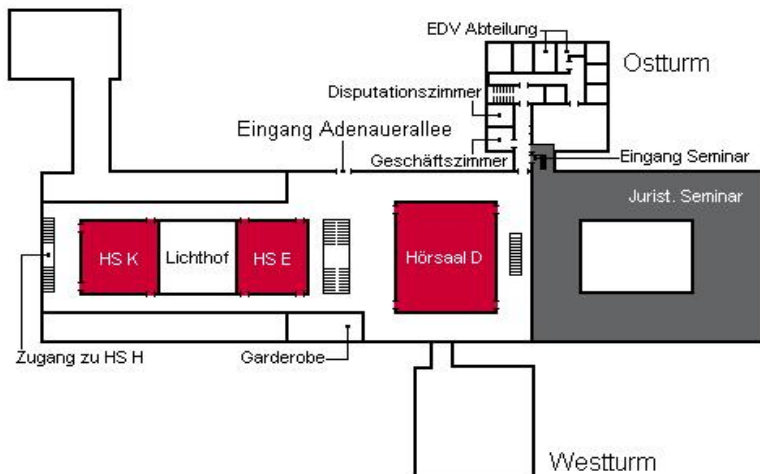 EDV Abteilung
Ostturm
Disputationszimmer
Eingang Adenauerallee
Geschäftszimmer
Eingang Seminar
Jurist. Seminar
HS K
Lichthof
HS E
Hörsaal D
Zugang zu HS H
Garderobe
Westturm